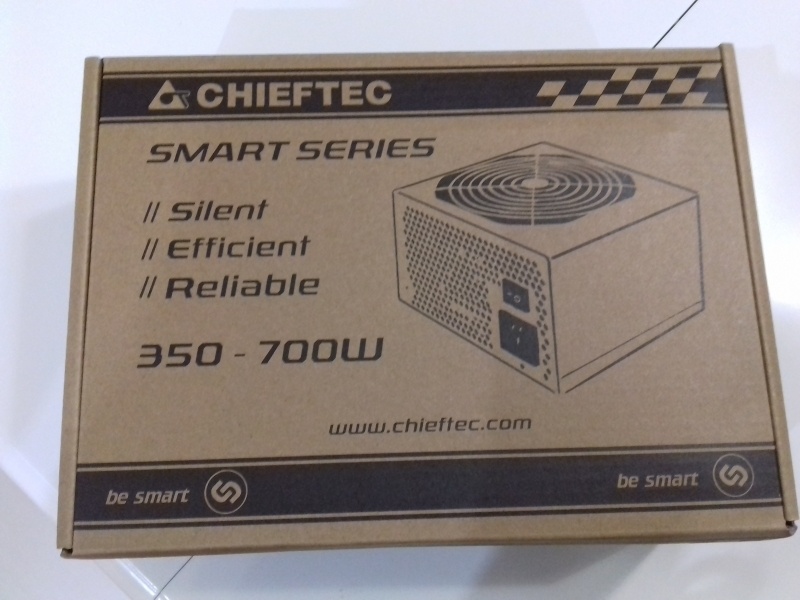 CHIEFTEC
SMART SERIES
// Silent
// Efficient
// Reliable
350 - 700W
www.chieftec.com
be smart
be smart